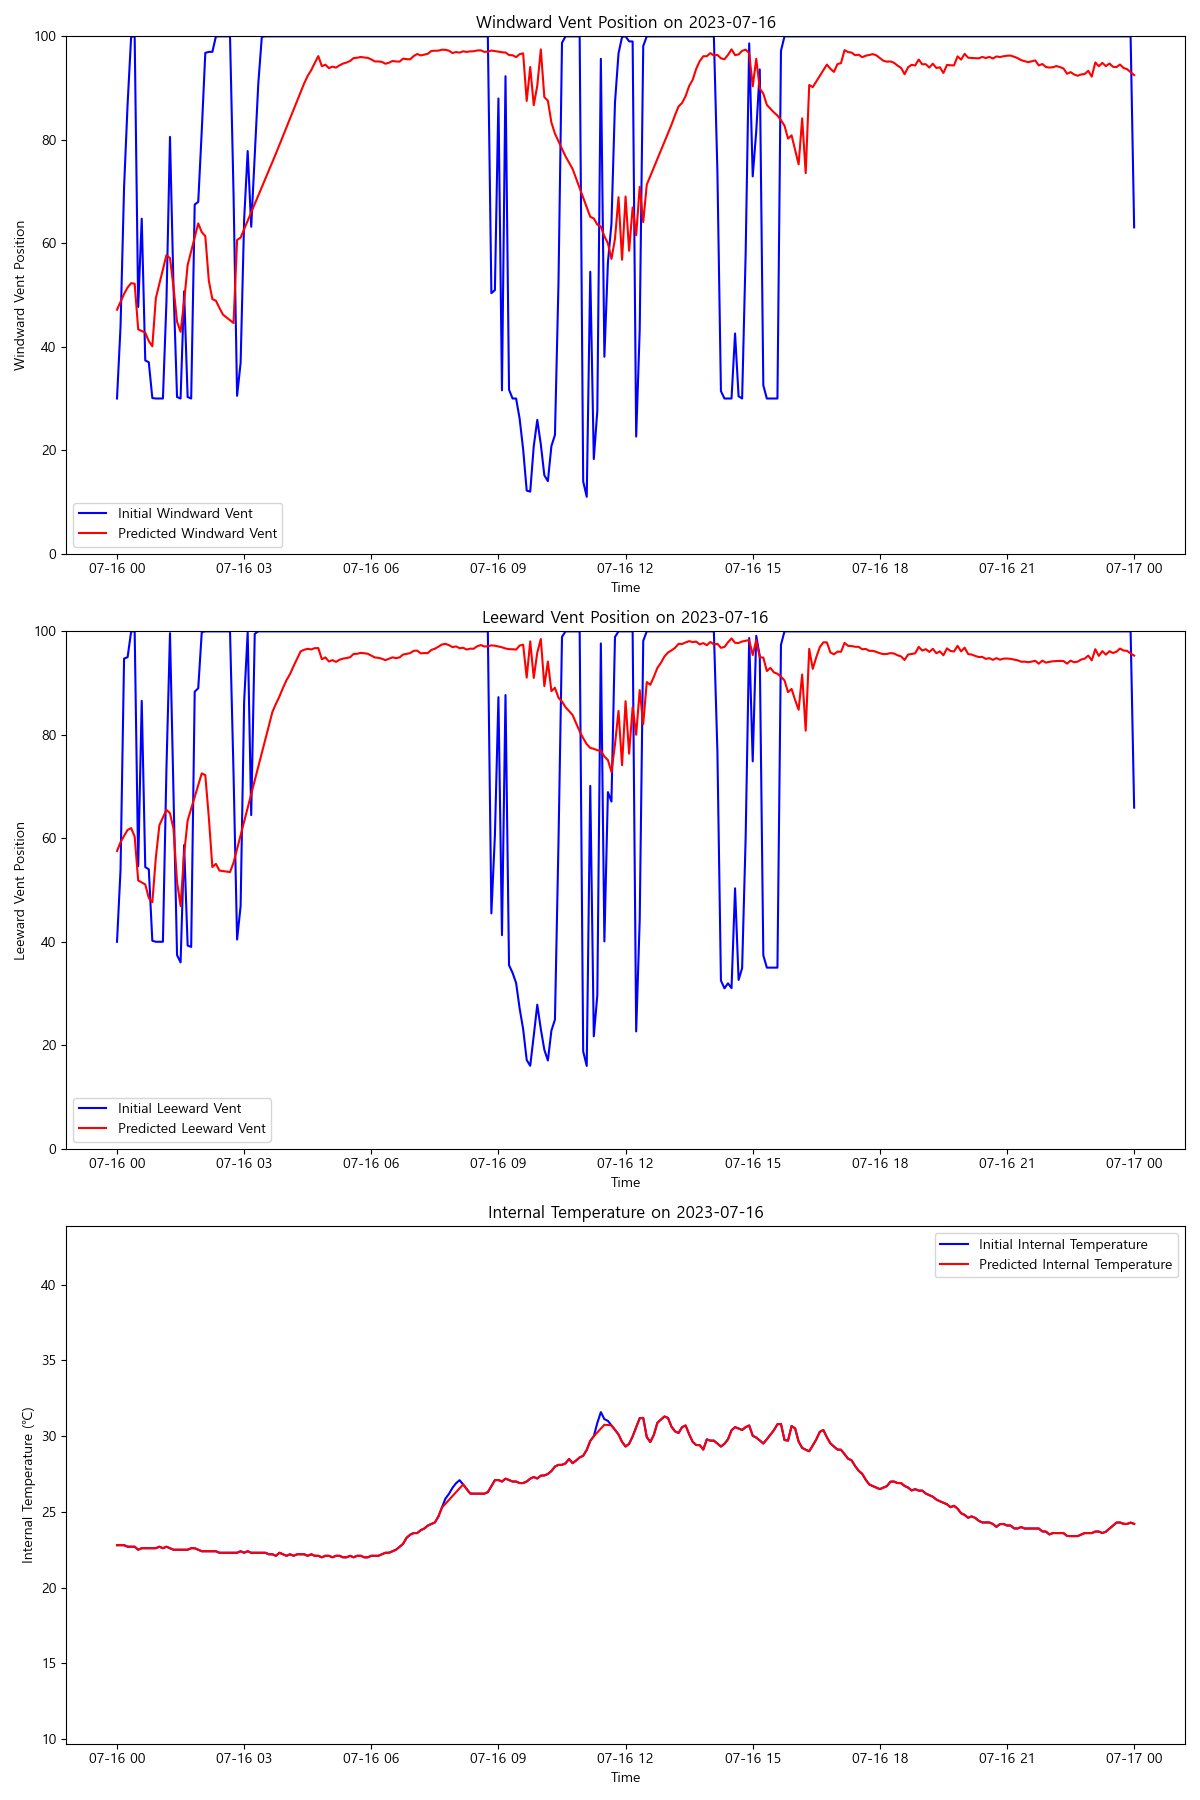 Windward Vent Position on 2023-07-16
100
80
60
40
20
0
Windward Vent Position
Initial Windward Vent
Predicted Windward Vent
07-16 00 07-16 03 07-16 06 07-16 09 07-16 12 07-16 15 07-16 18 07-16 21 07-17 00
Time
Leeward Vent Position on 2023-07-16
100
80
60
40
20
0
Leeward Vent Position
Initial Leeward Vent
Predicted Leeward Vent
07-16 00 07-16 03 07-16 06 07-16 09 07-16 12 07-16 15 07-16 18 07-16 21 07-17 00
Time
Internal Temperature on 2023-07-16
Initial Internal Temperature
Predicted Internal Temperature
40
35
30
25
20
15
10
Internal Temperature (℃)
07-16 00 07-16 03 07-16 06 07-16 09 07-16 12 07-16 15 07-16 18 07-16 21 07-17 00
Time